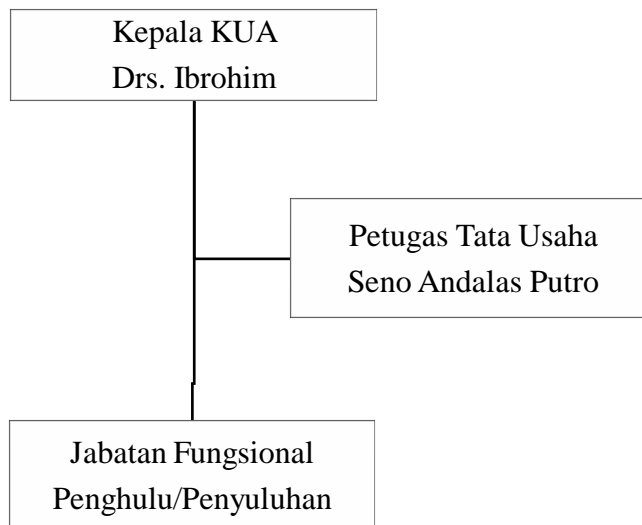 Kepala KUA
Drs. Ibrohim
Petugas Tata Usaha
Seno Andalas Putro
Jabatan Fungsional
Penghulu/Penyuluhan